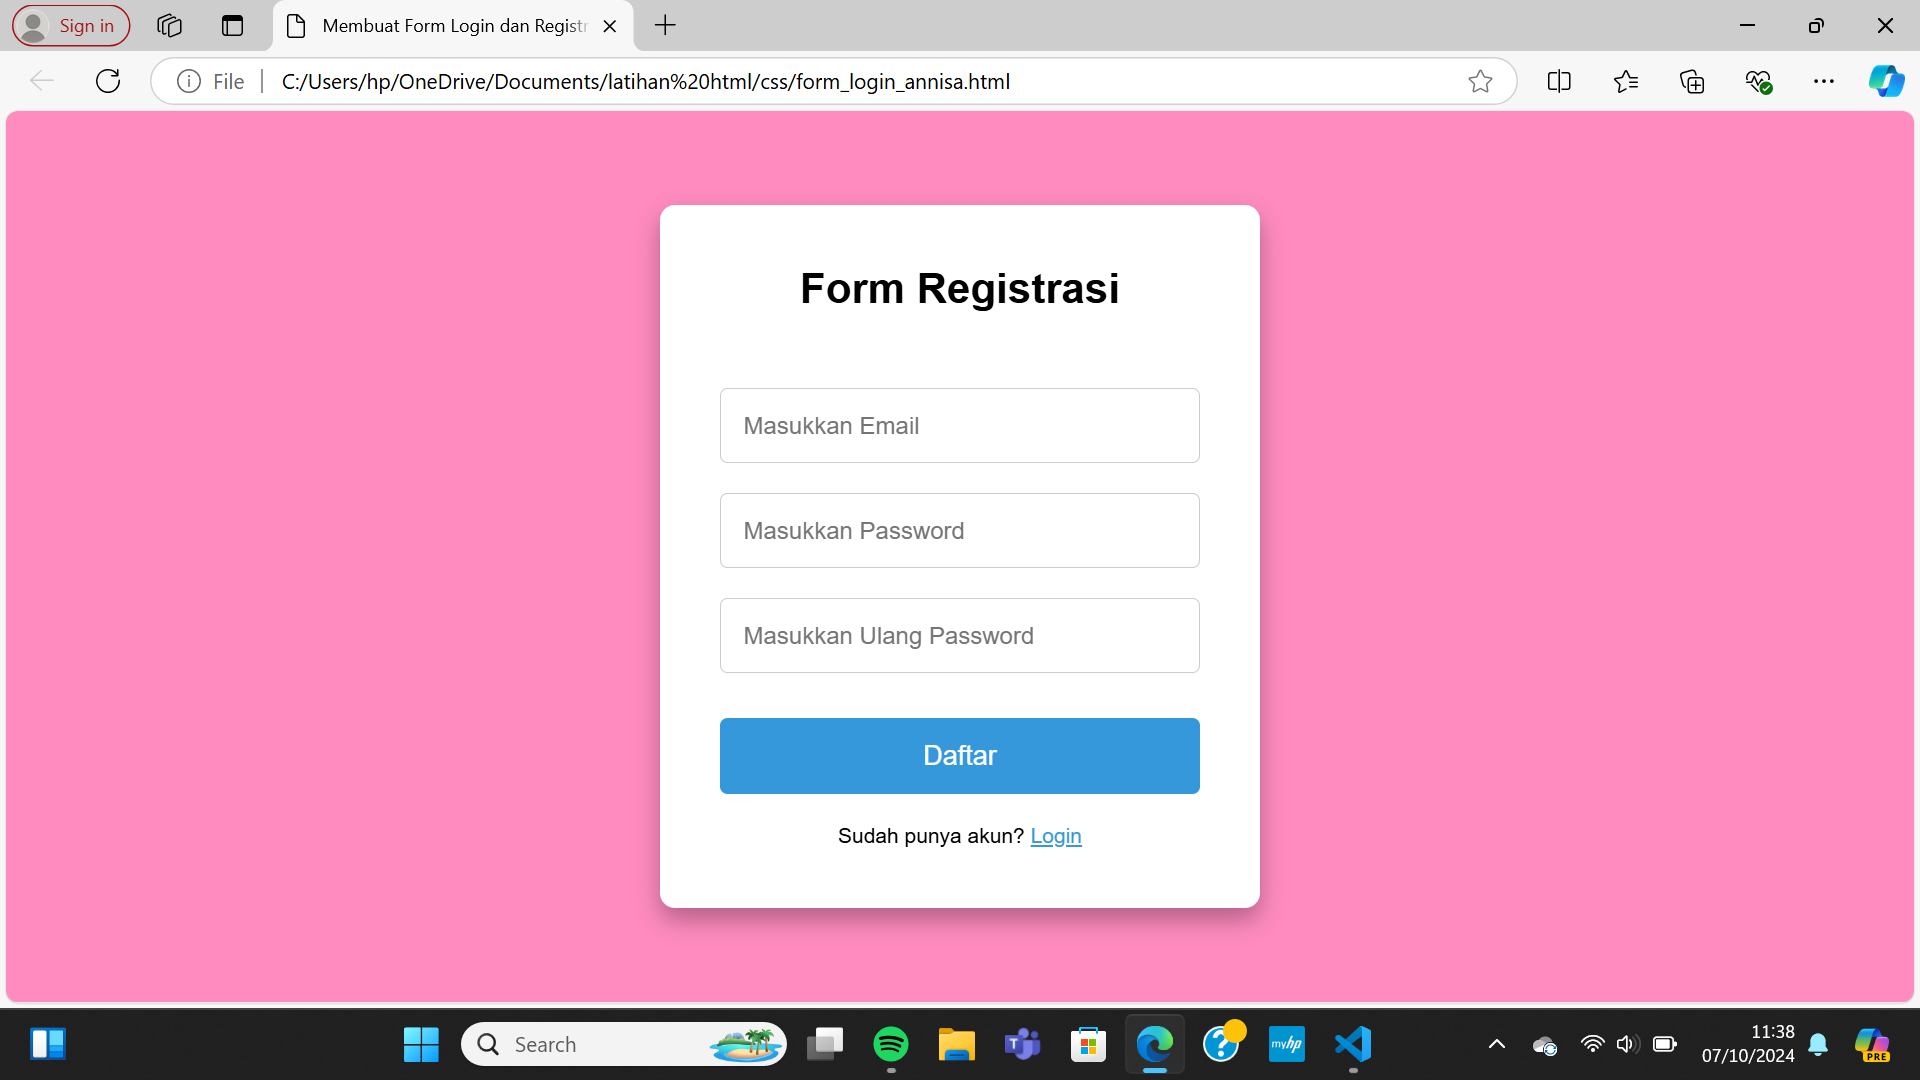 Sign in
Membuat Form Login dan Registr
File
C:/Users/hp/OneDrive/Documents/latihan%20html/css/form_login_annisa.html
Form Registrasi
Masukkan Email
Masukkan Password
Masukkan Ulang Password
Daftar
Sudah punya akun? Login
Search
myhp
11:38
07/10/2024
PRE